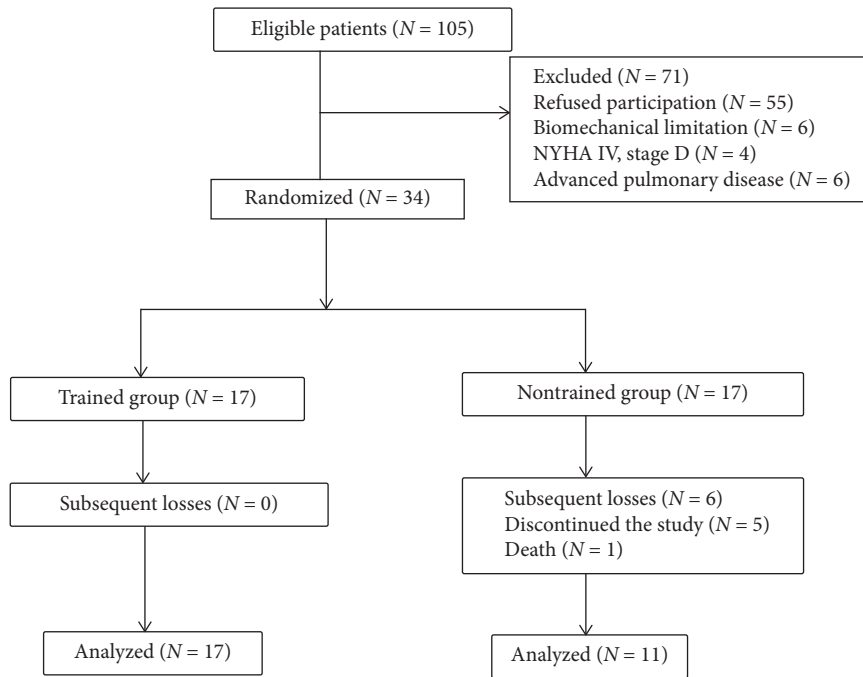 Eligible patients (N = 105)
Excluded (N = 71)
Refused participation (N = 55)
Biomechanical limitation (N = 6)
NYHA IV, stage D (N = 4)
Advanced pulmonary disease (N = 6)
Randomized (N = 34)
Trained group (N = 17)
Nontrained group (N = 17)
Subsequent losses (N = 0)
Subsequent losses (N = 6)
Discontinued the study (N = 5)
Death (N = 1)
Analyzed (N = 17)
Analyzed (N = 11)